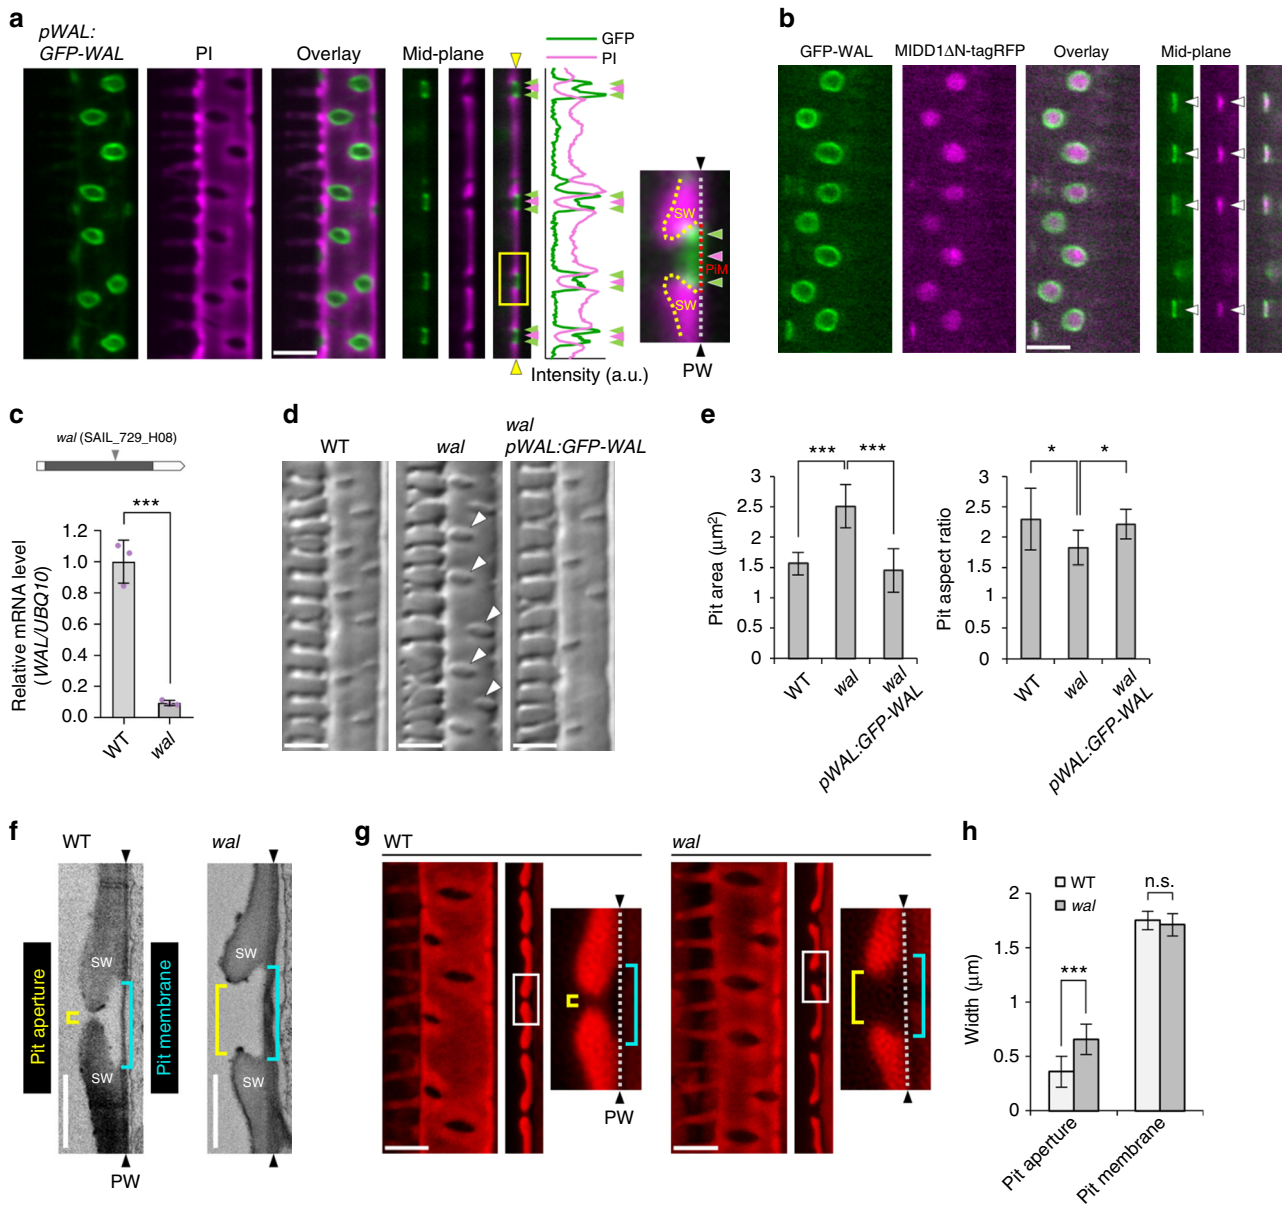 a
pWAL:
GFP-WAL
PI
Overlay
Mid-plane
GFP
PI
SW
PiM
SW
Intensity (a.u.)
PW
b
GFP-WAL
MIDD1ΔN-tagRFP
Overlay
Mid-plane
c
wal (SAIL_729_H08)
***
Relative mRNA level
(WAL/UBQ10)
1.2
1.0
0.8
0.6
0.4
0.2
0.0
WT
wal
d
WT
wal
wal
pWAL:GFP-WAL
e
***
***
Pit area (μm²)
3
2.5
2
1.5
1
0.5
0
WT
wal
wal
pWAL:GFP-WAL
*
*
Pit aspect ratio
3
2.5
2
1.5
1
0.5
0
WT
wal
wal
pWAL:GFP-WAL
f
WT
wal
Pit aperture
SW
SW
Pit membrane
SW
SW
PW
g
WT
wal
PW
h
WT
wal
n.s.
***
Width (μm)
2
1.5
1
0.5
0
Pit aperture
Pit membrane